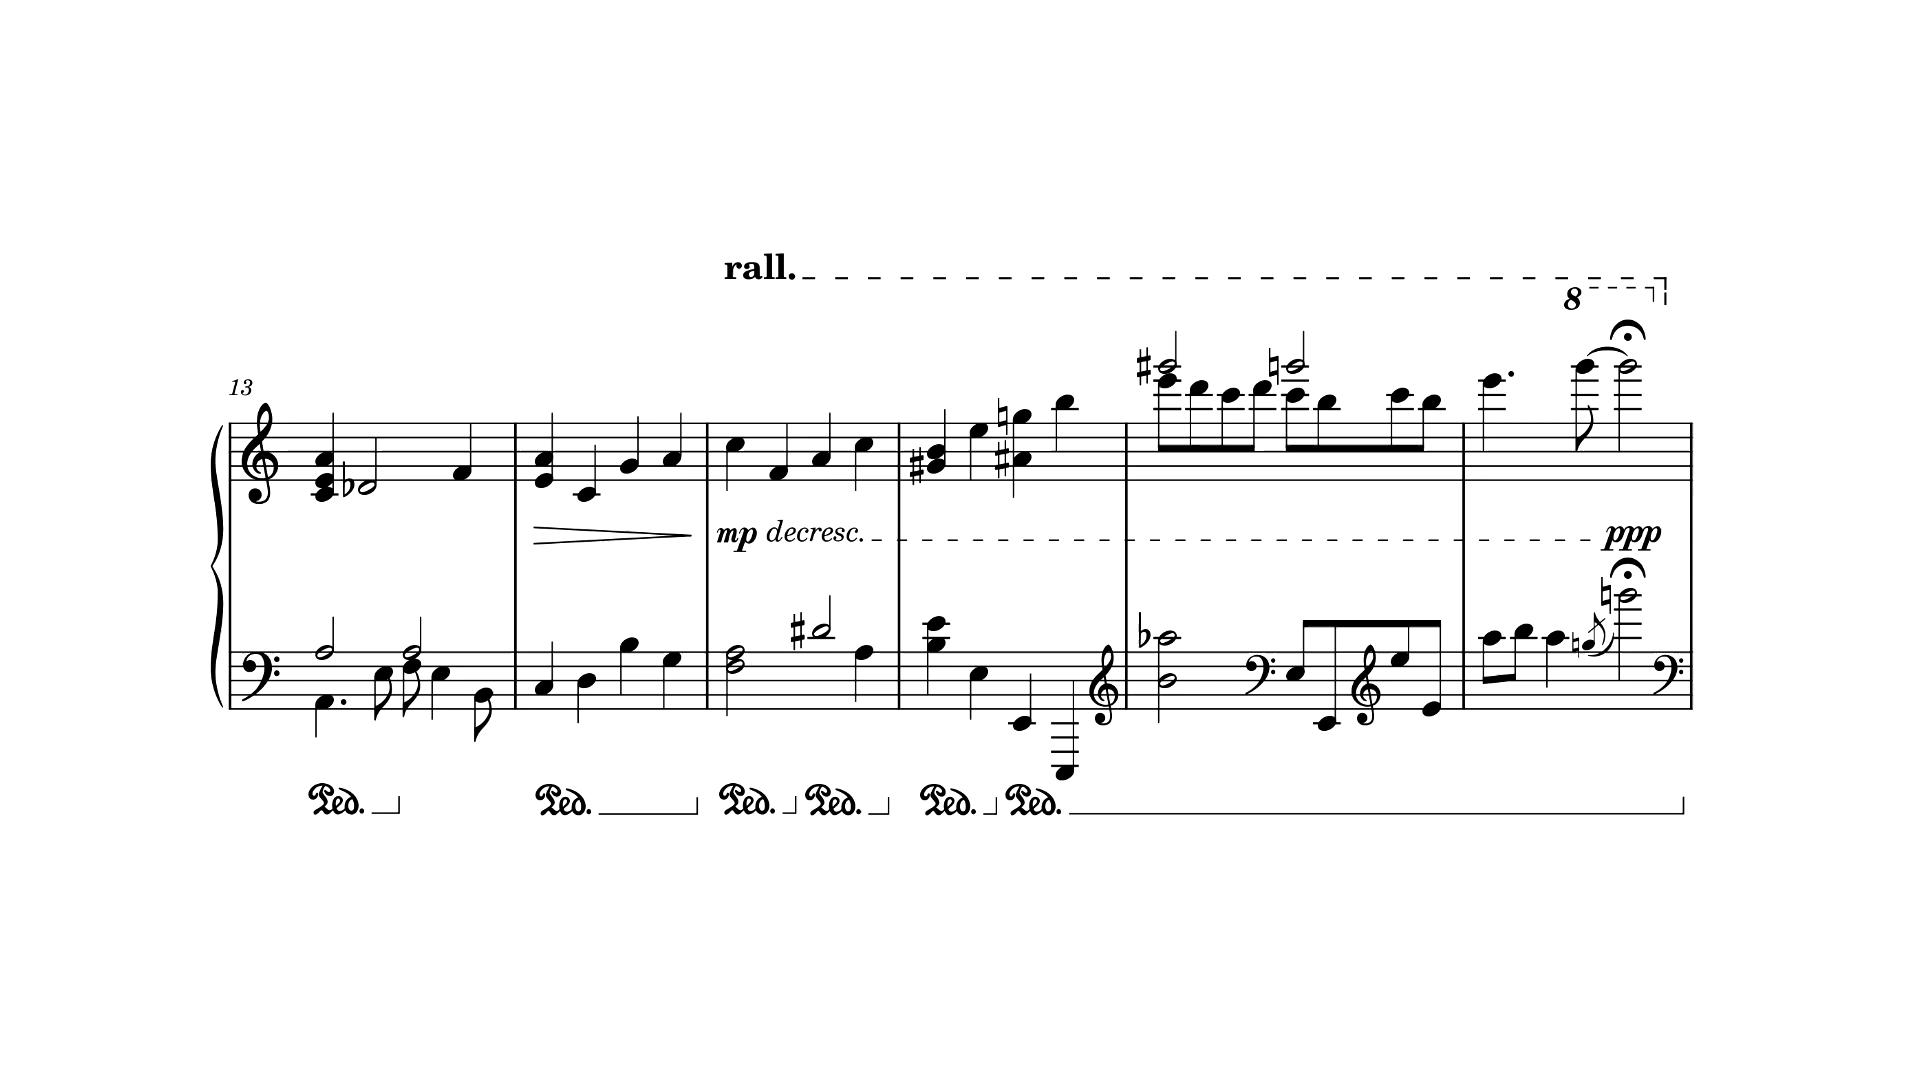 rall.
8
13
mp decresc.
ppp
Ped. Ped. Ped. Ped. Ped. Ped.